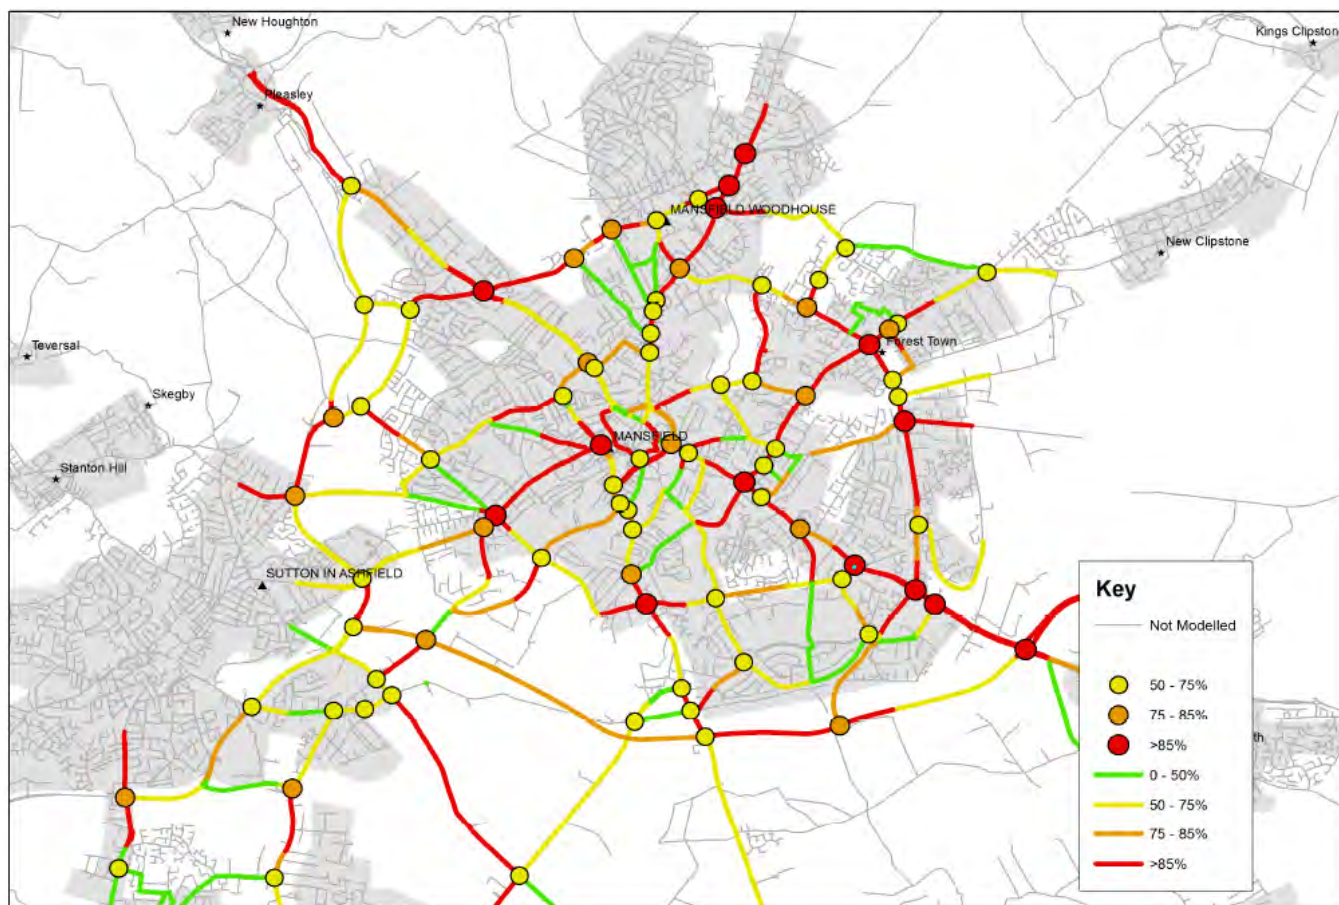 New Houghton
Kings Clipston
Pleasley
MANSFIELD WOODHOUSE
New Clipstone
Teversal
Forest Town
Skegby
MANSFIELD
Stanton Hill
SUTTON IN ASHFIELD
Key
Not Modelled
50 - 75%
75 - 85%
>85%
0 - 50%
50 - 75%
75 - 85%
>85%
th